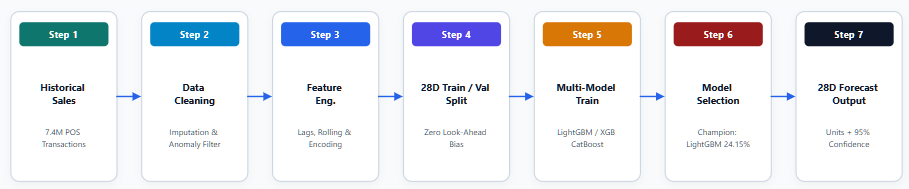 Step 1
Historical
Sales
7.4M POS
Transactions
Step 2
Data
Cleaning
Imputation &
Anomaly Filter
Step 3
Feature
Eng.
Lags, Rolling &
Encoding
Step 4
28D Train / Val
Split
Zero Look-Ahead
Bias
Step 5
Multi-Model
Train
LightGBM / XGB
CatBoost
Step 6
Model
Selection
Champion:
LightGBM 24.15%
Step 7
28D Forecast
Output
Units + 95%
Confidence